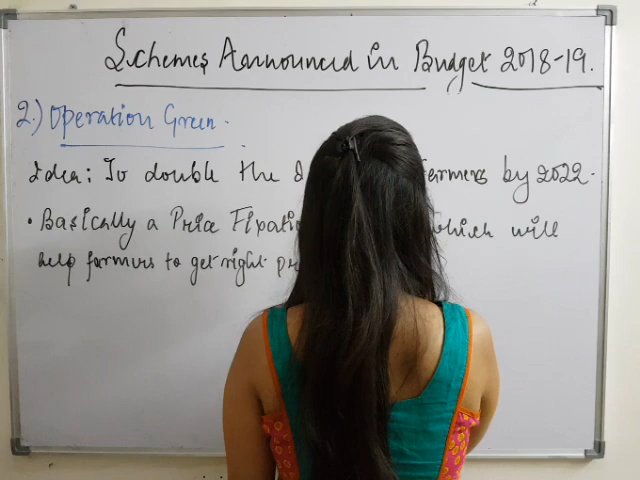 Schemes Announced in Budget 2018-19.
2.) Operation Green.
Idea: To double the farmers by 2022.
• Basically a Price Fixation which will
help farmers to get right